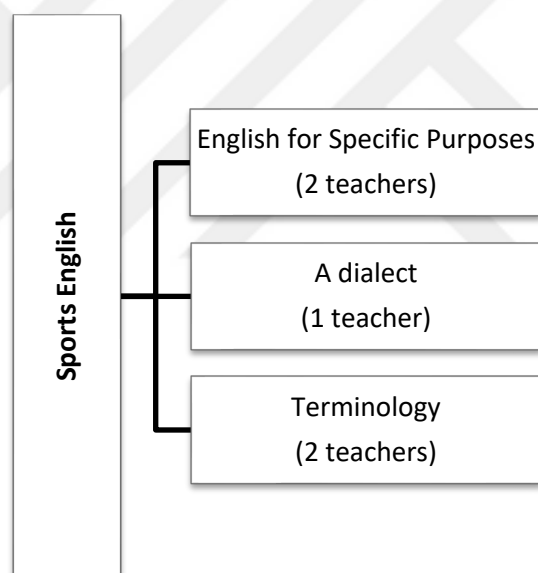 Sports English
English for Specific Purposes
(2 teachers)
A dialect
(1 teacher)
Terminology
(2 teachers)